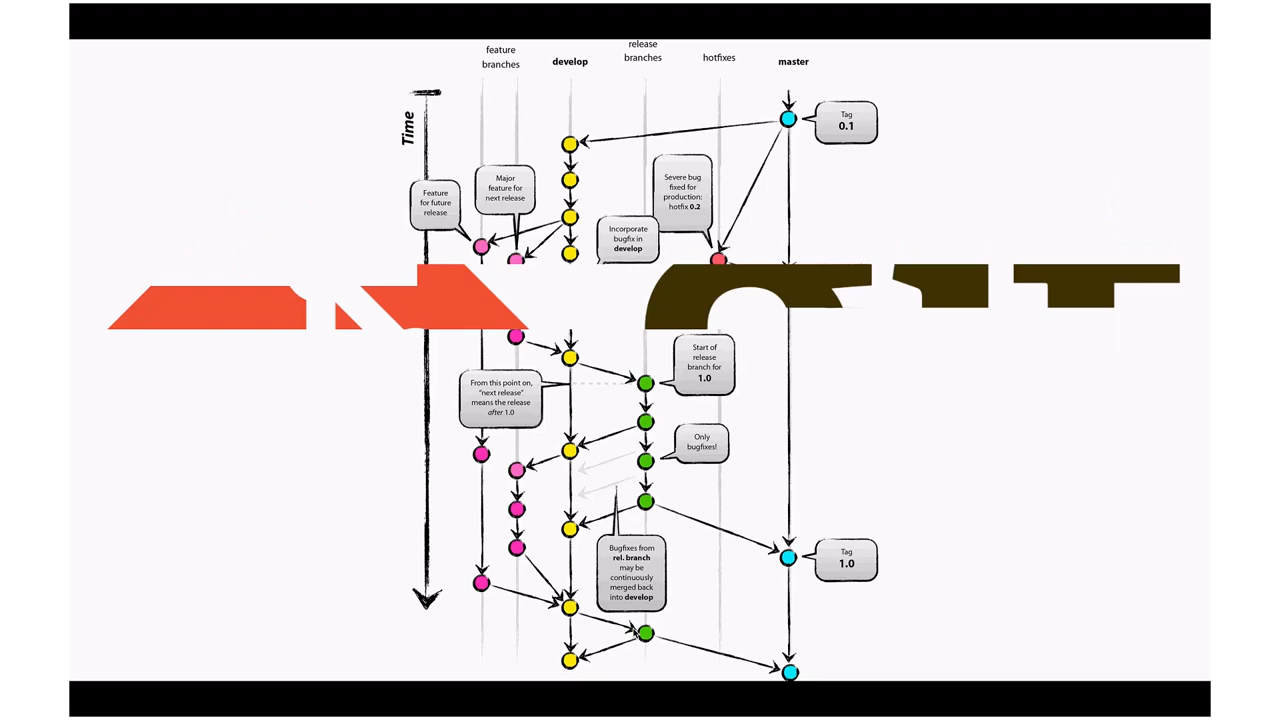 feature
branches
develop
release
branches
hotfixes
master
Time
Tag
0.1
Feature
for future
release
Major
feature for
next release
Severe bug
fixed for
production:
hotfix 0.2
Incorporate
bugfix in
develop
Start of
release
branch for
1.0
From this point on,
"next release"
means the release
after 1.0
Only
bugfixes!
Bugfixes from
rel. branch
may be
continuously
merged back
into develop
Tag
1.0